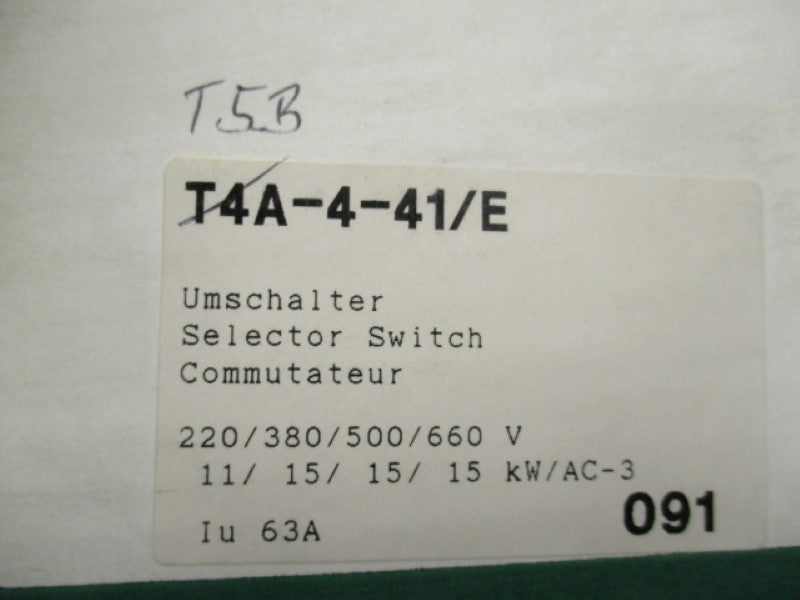 T5B
T4A-4-41/E
Umschalter
Selector Switch
Commutateur
220/380/500/660 V
11/ 15/ 15/ 15 kW/AC-3
Iu 63A
091